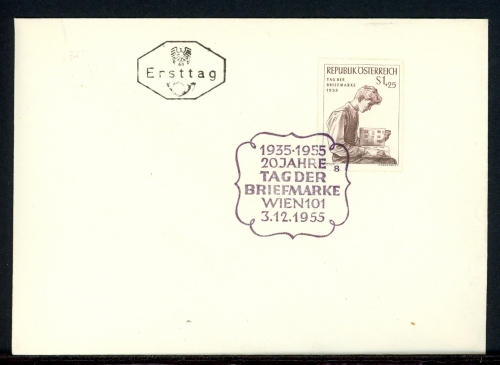 Ersttag
REPUBLIK ÖSTERREICH
S1,25
TAG DER
BRIEFMARKE
1955
1935·1955
20 JAHRE
TAG DER
BRIEFMARKE
WIEN 101
3.12.1955
8